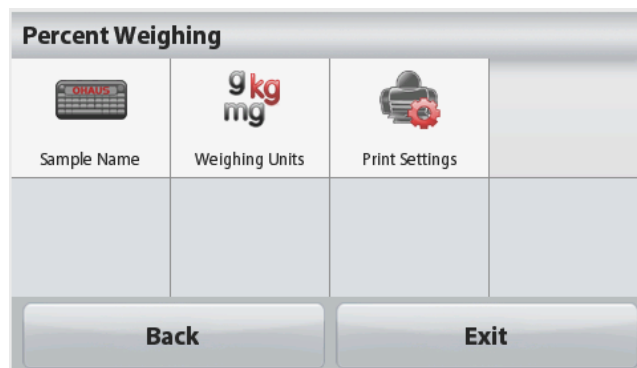 Percent Weighing
OHAUS
g kg
mg
Sample Name
Weighing Units
Print Settings
Back
Exit